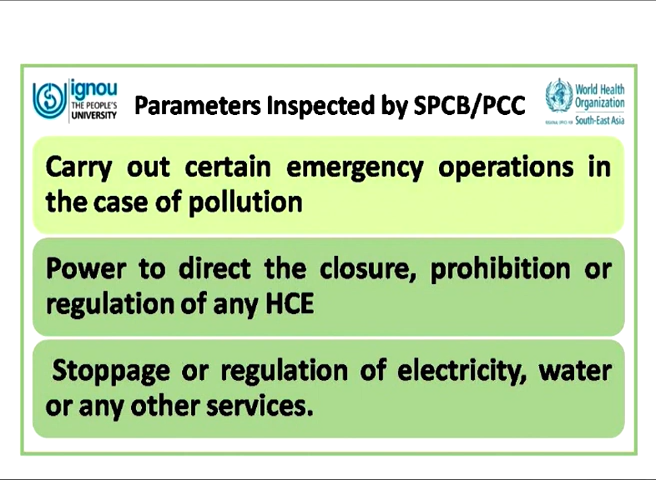 ignou
THE PEOPLE'S
UNIVERSITY
Parameters Inspected by SPCB/PCC
World Health
Organization
South-East Asia
Carry out certain emergency operations in
the case of pollution
Power to direct the closure, prohibition or
regulation of any HCE
Stoppage or regulation of electricity, water
or any other services.